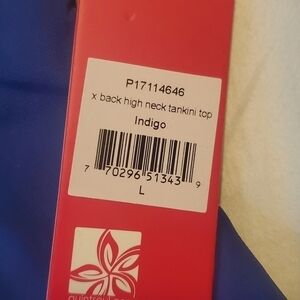 P17114646
x back high neck tankini top
Indigo
7 70296 51343 9
L